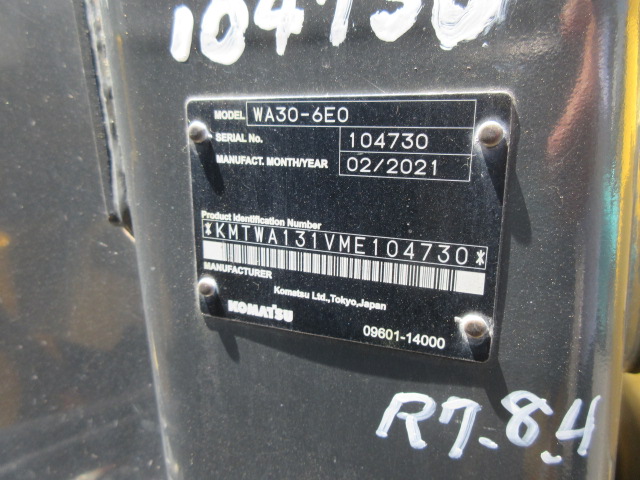 104730
MODEL WA30-6E0
SERIAL No. 104730
MANUFACT. MONTH/YEAR 02/2021
Product Identification Number
*KMTWA131VME104730*
MANUFACTURER
Komatsu Ltd.,Tokyo,Japan
KOMATSU
09601-14000
R7.8.4